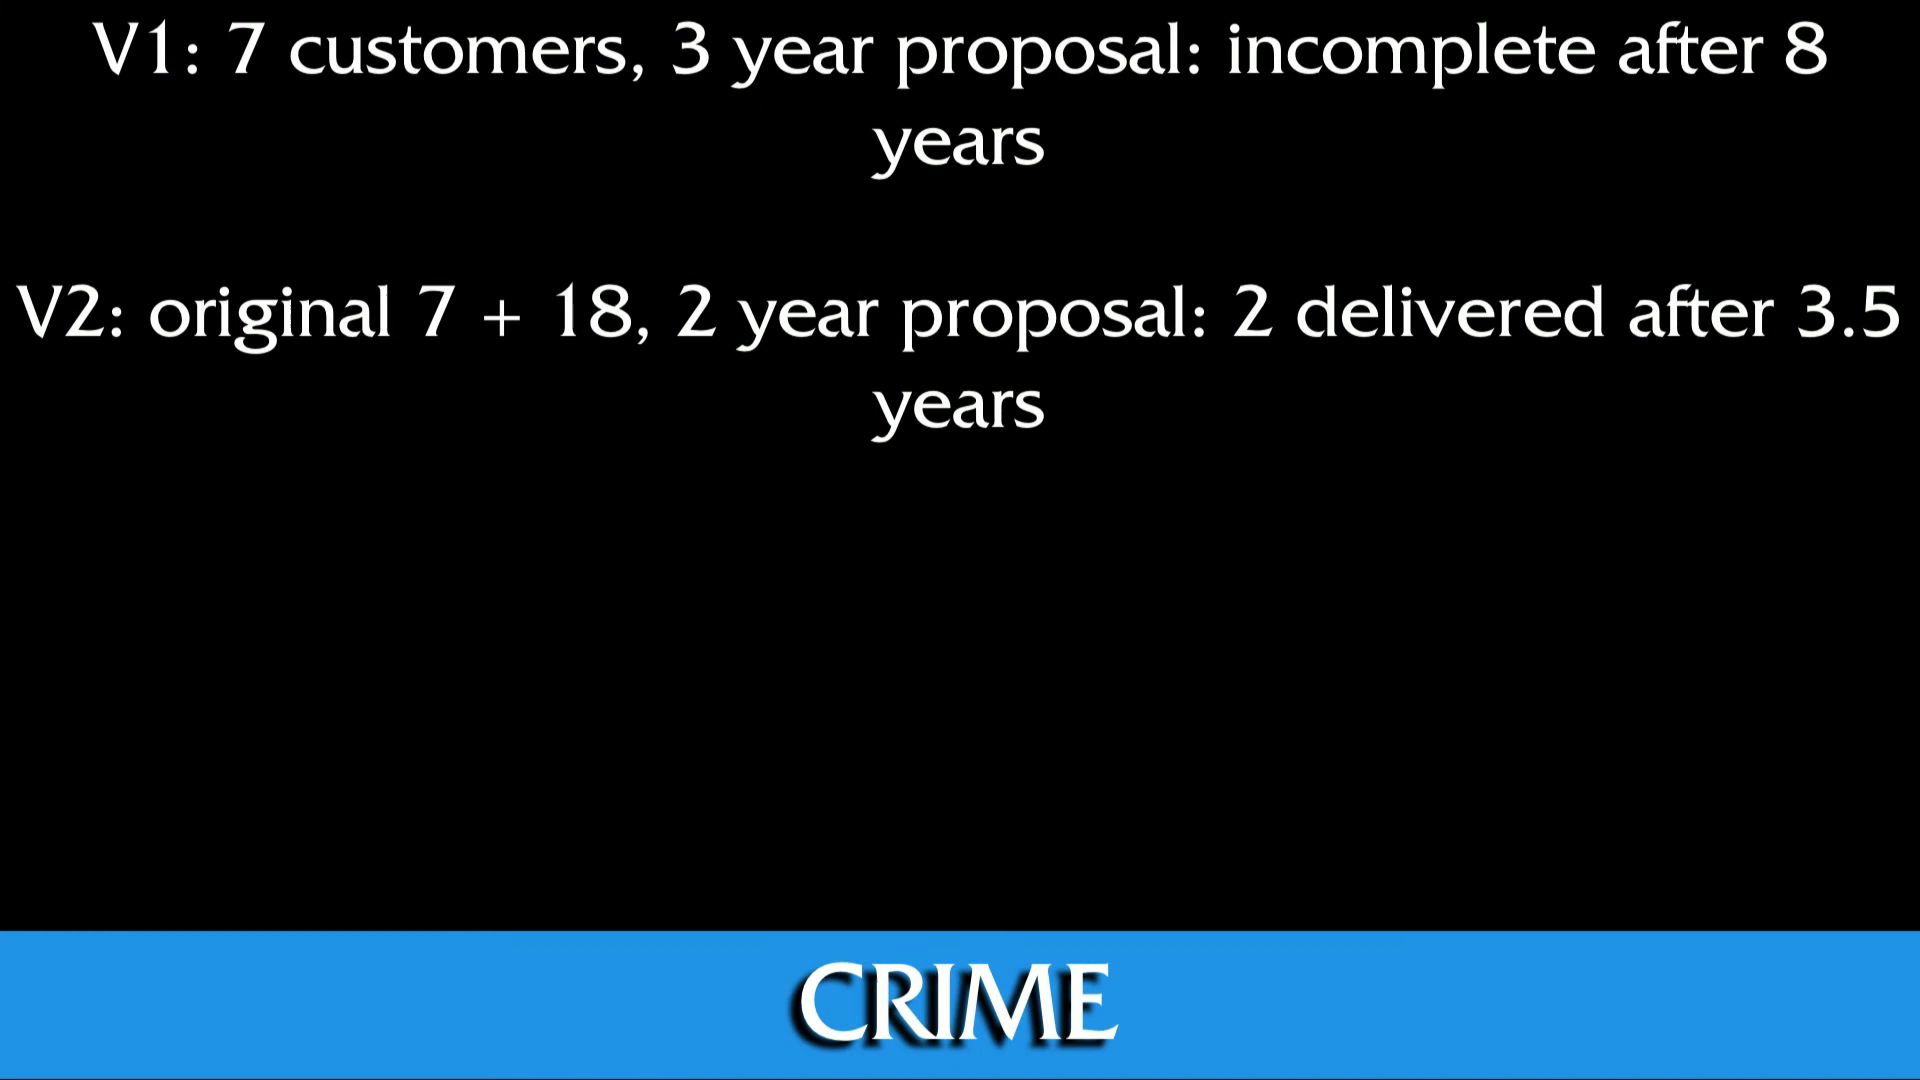 V1: 7 customers, 3 year proposal: incomplete after 8
years
V2: original 7 + 18, 2 year proposal: 2 delivered after 3.5
years
CRIME